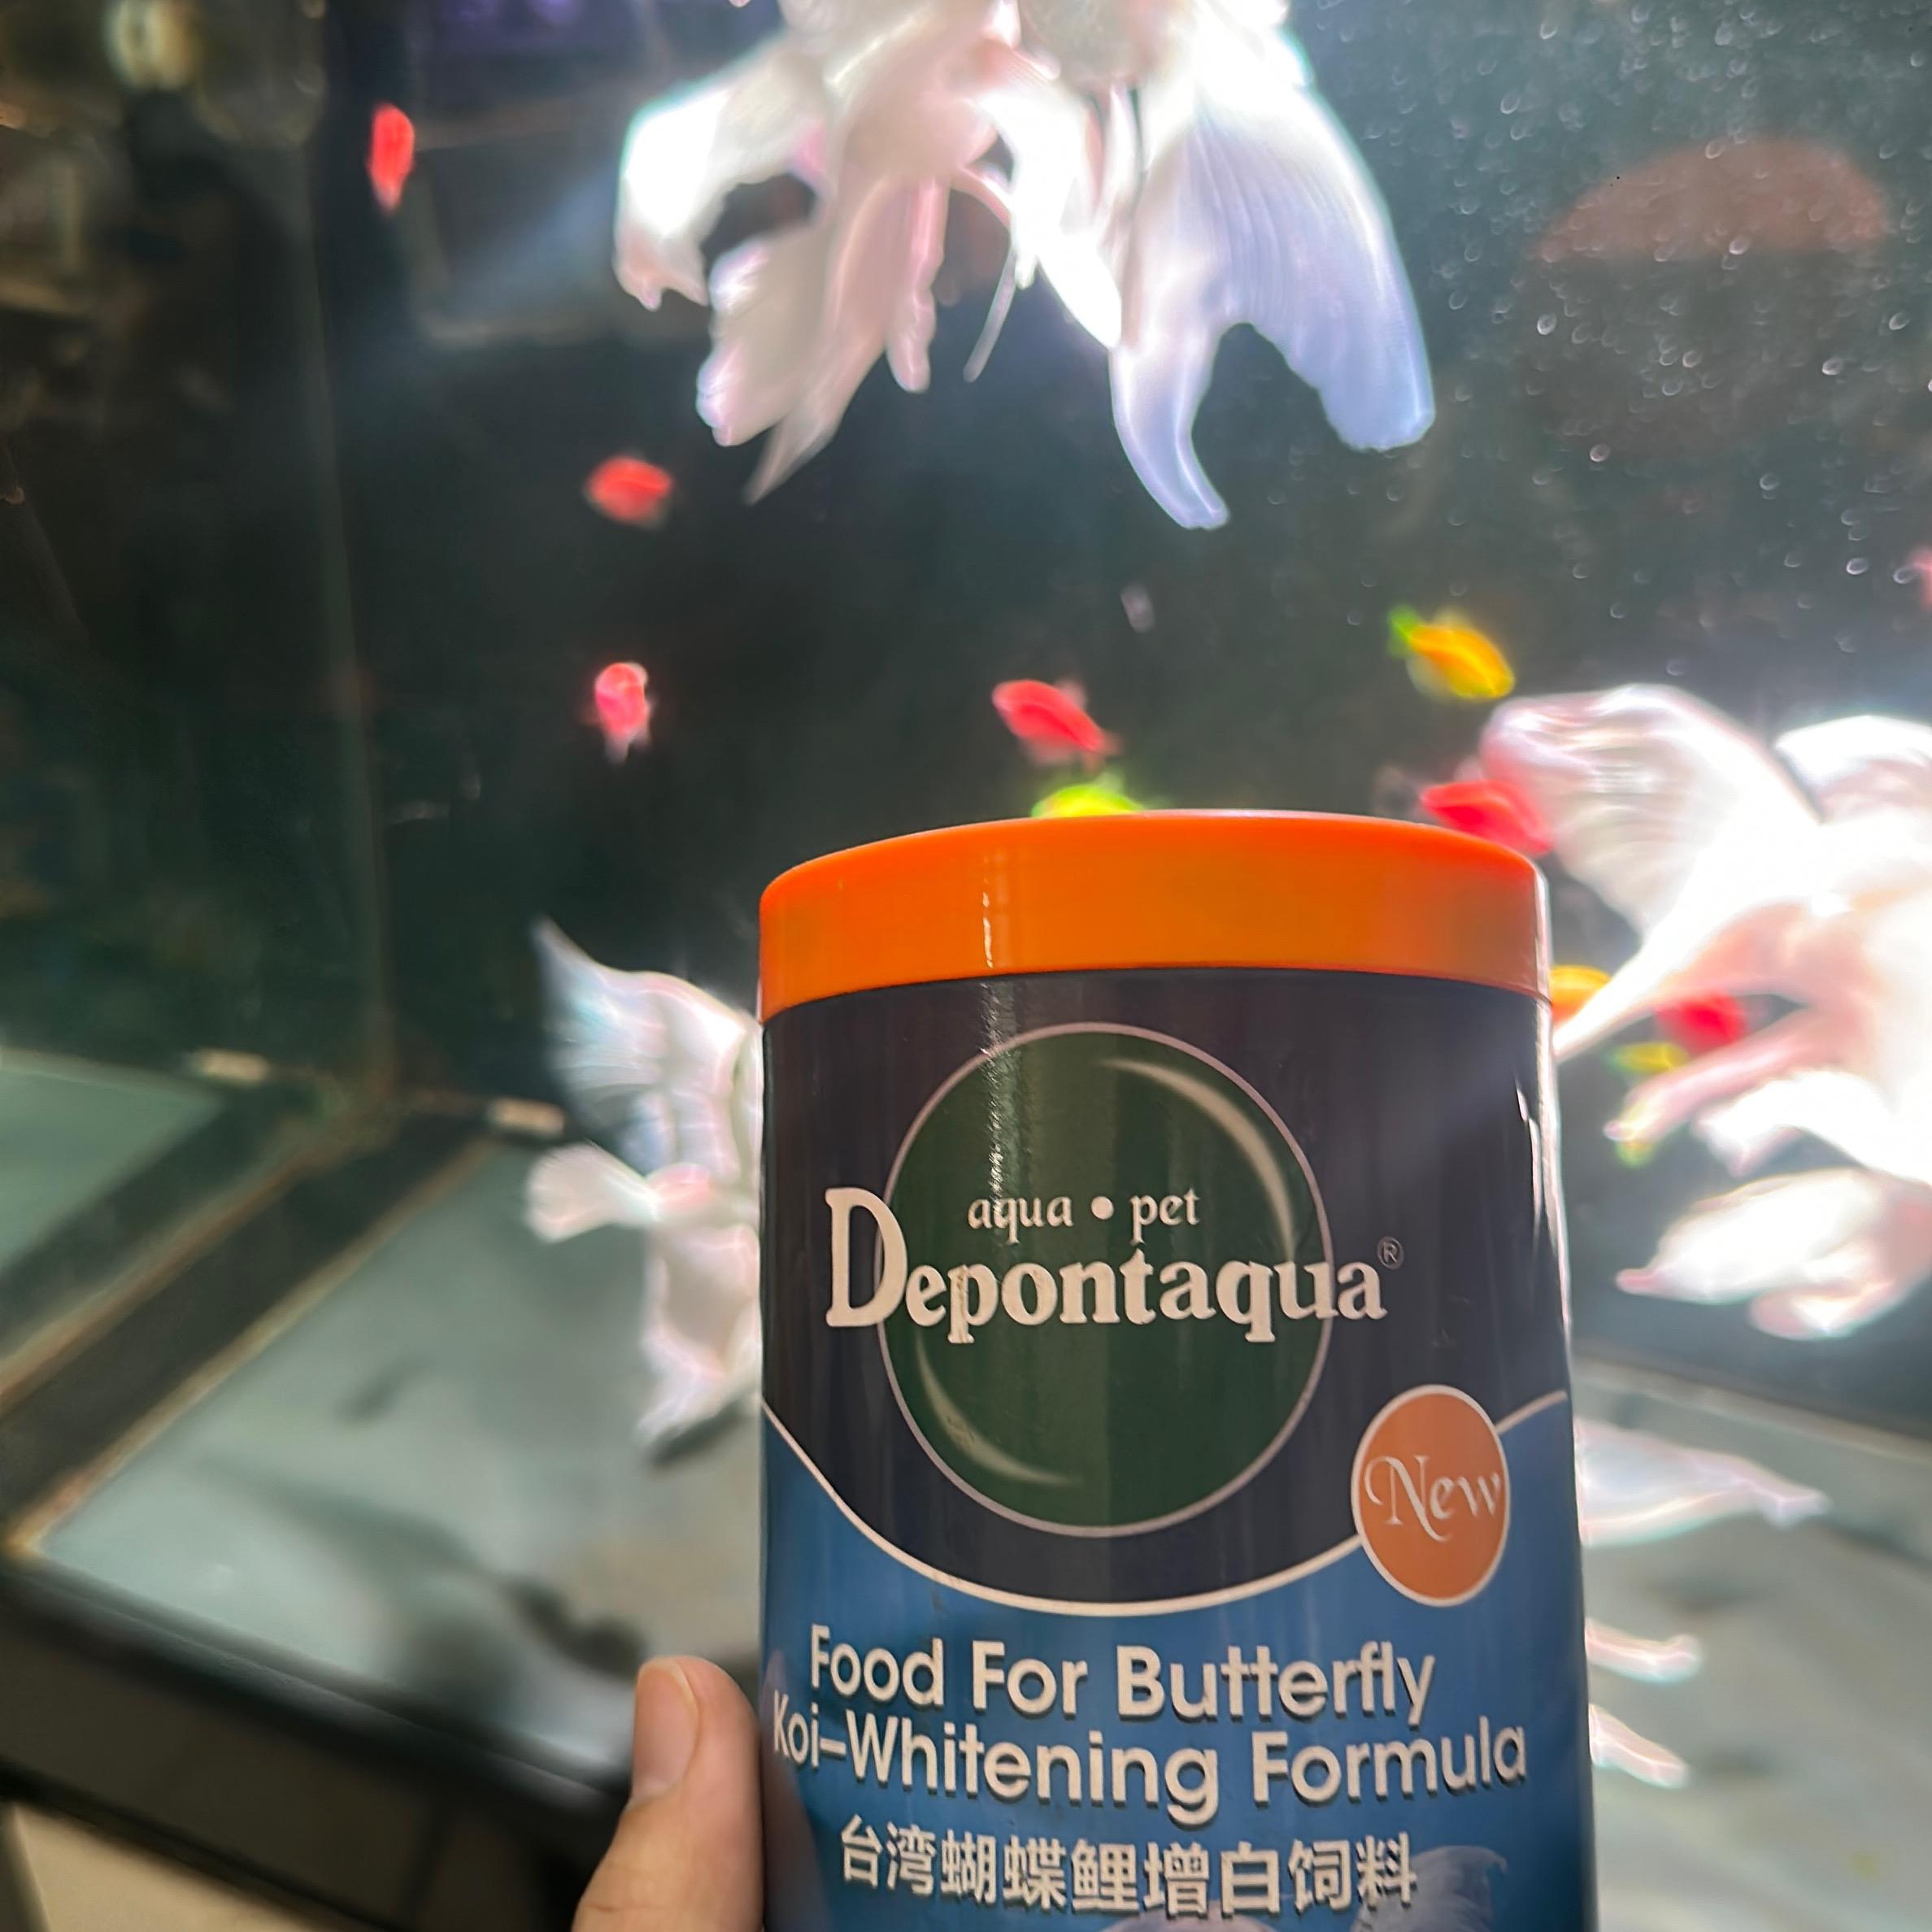 aqua • pet
Depontaqua®
New
Food For Butterfly
Koi-Whitening Formula
台湾蝴蝶鲤增白饲料